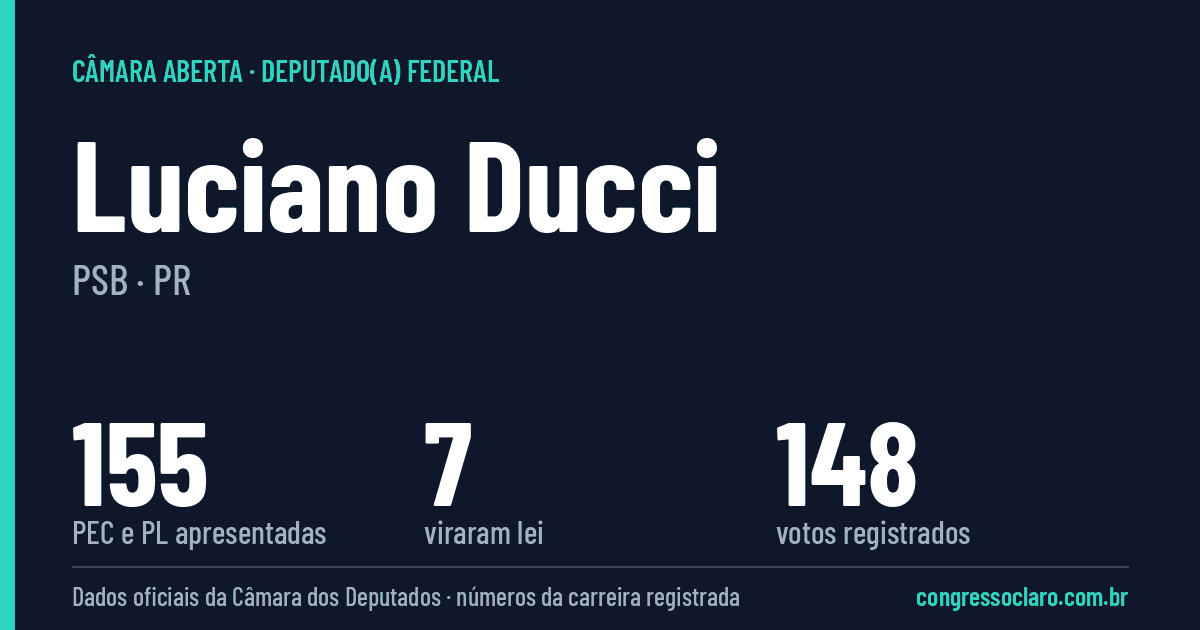 CÂMARA ABERTA · DEPUTADO(A) FEDERAL
Luciano Ducci
PSB · PR
155 7 148
PEC e PL apresentadas viraram lei votos registrados
Dados oficiais da Câmara dos Deputados · números da carreira registrada congressoclaro.com.br